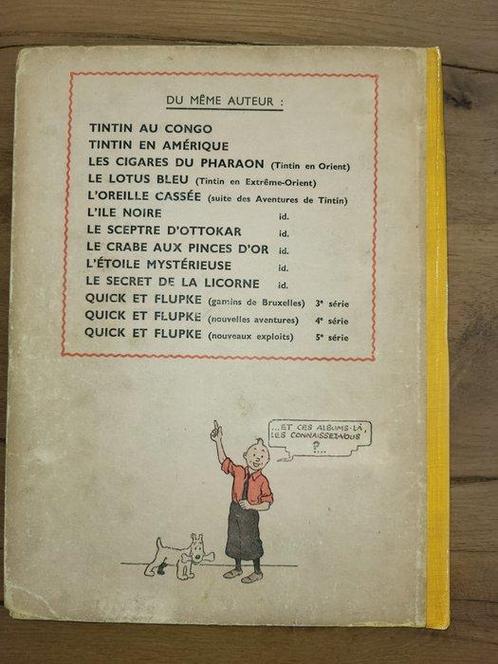 DU MÊME AUTEUR :
TINTIN AU CONGO
TINTIN EN AMÉRIQUE
LES CIGARES DU PHARAON (Tintin en Orient)
LE LOTUS BLEU (Tintin en Extrême-Orient)
L'OREILLE CASSÉE (suite des Aventures de Tintin)
L'ILE NOIRE id.
LE SCEPTRE D'OTTOKAR id.
LE CRABE AUX PINCES D'OR id.
L'ÉTOILE MYSTÉRIEUSE id.
LE SECRET DE LA LICORNE id.
QUICK ET FLUPKE (gamins de Bruxelles) 3e série
QUICK ET FLUPKE (nouvelles aventures) 4e série
QUICK ET FLUPKE (nouveaux exploits) 5e série
...ET CES ALBUMS-LÀ,
LES CONNAISSEZ-VOUS
?...